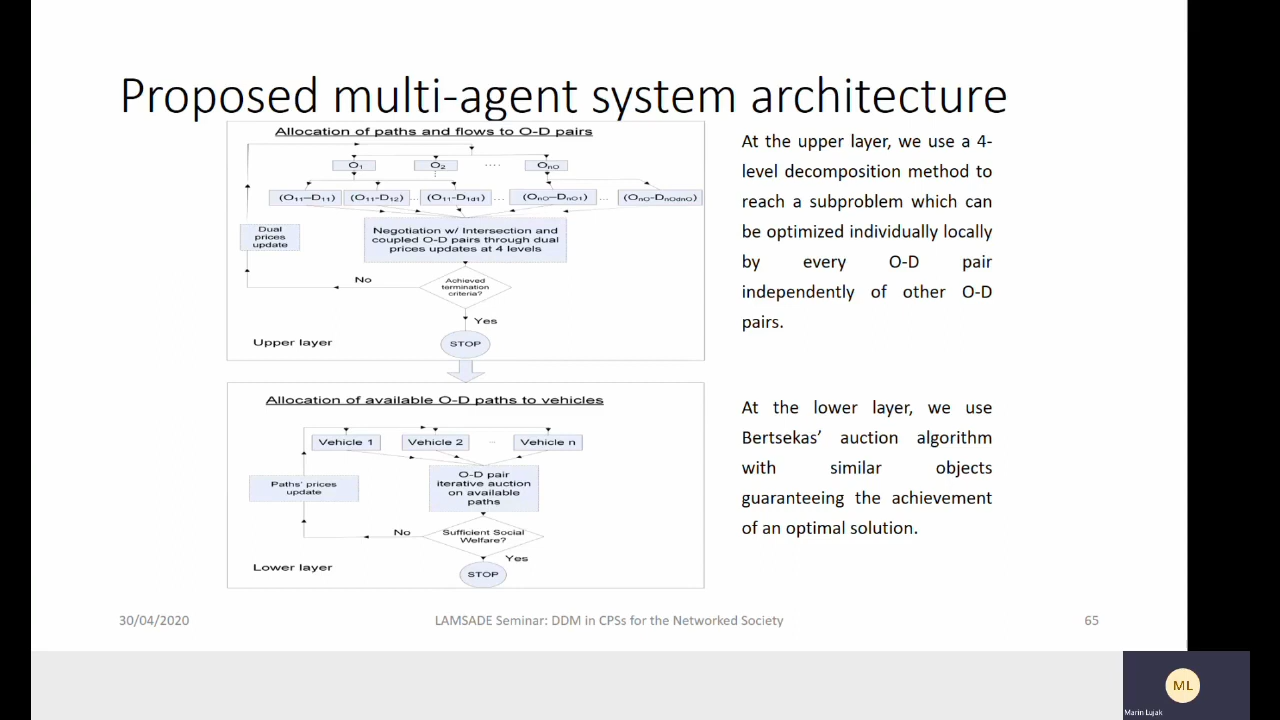 Proposed multi-agent system architecture
Allocation of paths and flows to O-D pairs
O1 O2 .... OnO
(O11–D11) (O11-D12) ... (O11-D1d1) ... (OnO–DnO1) ... (OnO-DnOdnO)
Dual
prices
update
Negotiation w/ Intersection and
coupled O-D pairs through dual
prices updates at 4 levels
No
Achieved
termination
criteria?
Yes
Upper layer
STOP
At the upper layer, we use a 4-
level decomposition method to
reach a subproblem which can
be optimized individually locally
by every O-D pair
independently of other O-D
pairs.
Allocation of available O-D paths to vehicles
Vehicle 1 Vehicle 2 ... Vehicle n
Paths' prices
update
O-D pair
iterative auction
on available
paths
No
Sufficient Social
Welfare?
Yes
Lower layer
STOP
At the lower layer, we use
Bertsekas’ auction algorithm
with similar objects
guaranteeing the achievement
of an optimal solution.
30/04/2020
LAMSADE Seminar: DDM in CPSs for the Networked Society
65
ML
Marin Lujak